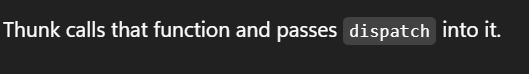 Thunk calls that function and passes dispatch into it.